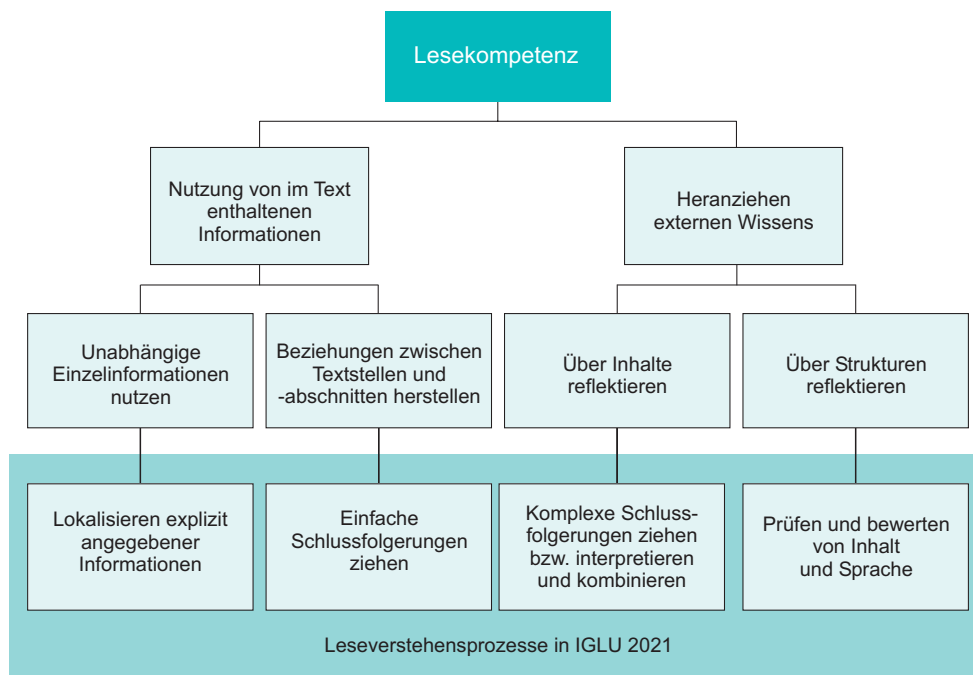 Lesekompetenz
Nutzung von im Text
enthaltenen
Informationen
Heranziehen
externen Wissens
Unabhängige
Einzelinformationen
nutzen
Beziehungen zwischen
Textstellen und
-abschnitten herstellen
Über Inhalte
reflektieren
Über Strukturen
reflektieren
Lokalisieren explizit
angegebener
Informationen
Einfache
Schlussfolgerungen
ziehen
Komplexe Schluss-
folgerungen ziehen
bzw. interpretieren
und kombinieren
Prüfen und bewerten
von Inhalt
und Sprache
Leseverstehensprozesse in IGLU 2021